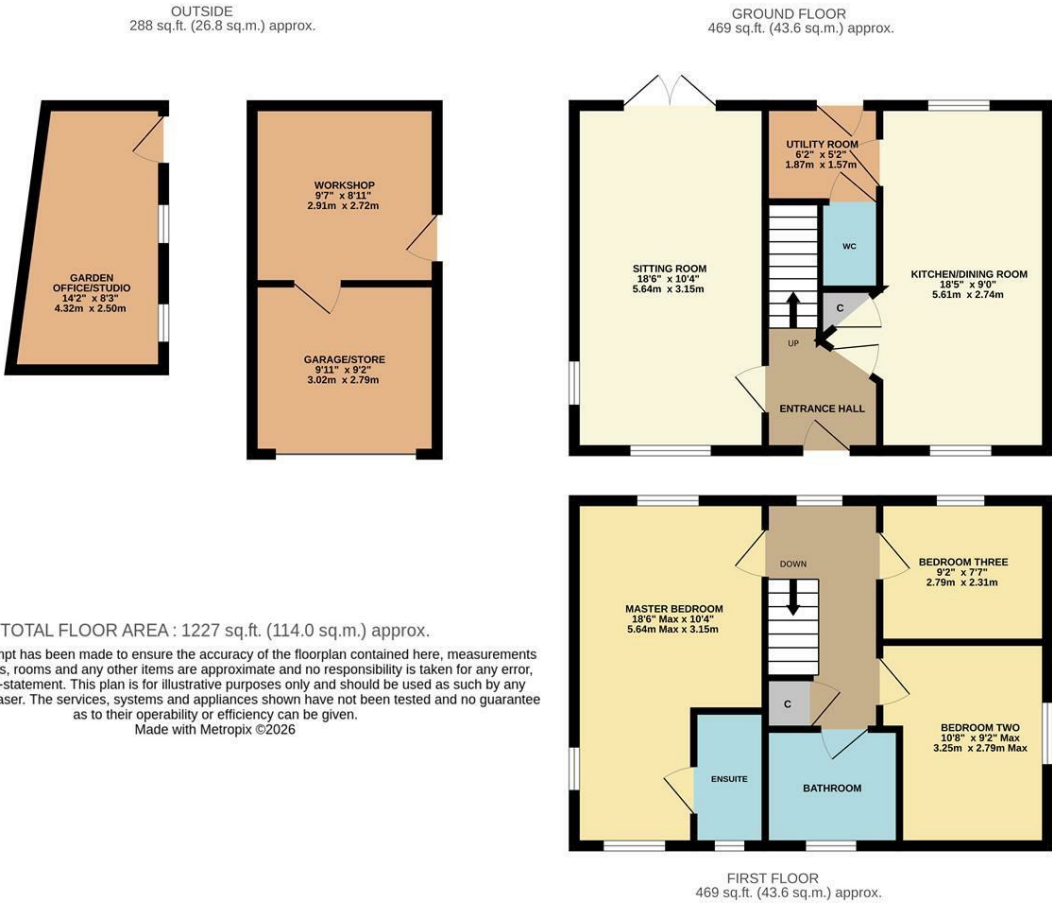 OUTSIDE
288 sq.ft. (26.8 sq.m.) approx.
GROUND FLOOR
469 sq.ft. (43.6 sq.m.) approx.
GARDEN
OFFICE/STUDIO
14'2" x 8'3"
4.32m x 2.50m
WORKSHOP
9'7" x 8'11"
2.91m x 2.72m
GARAGE/STORE
9'11" x 9'2"
3.02m x 2.79m
SITTING ROOM
18'6" x 10'4"
5.64m x 3.15m
UTILITY ROOM
6'2" x 5'2"
1.87m x 1.57m
WC
C
UP
ENTRANCE HALL
KITCHEN/DINING ROOM
18'5" x 9'0"
5.61m x 2.74m
MASTER BEDROOM
18'6" Max x 10'4"
5.64m Max x 3.15m
DOWN
C
ENSUITE
BATHROOM
BEDROOM THREE
9'2" x 7'7"
2.79m x 2.31m
BEDROOM TWO
10'8" x 9'2" Max
3.25m x 2.79m Max
FIRST FLOOR
469 sq.ft. (43.6 sq.m.) approx.
TOTAL FLOOR AREA : 1227 sq.ft. (114.0 sq.m.) approx.
has been made to ensure the accuracy of the floorplan contained here, measurements
rooms and any other items are approximate and no responsibility is taken for any error,
-statement. This plan is for illustrative purposes only and should be used as such by any
The services, systems and appliances shown have not been tested and no guarantee
as to their operability or efficiency can be given.
Made with Metropix ©2026